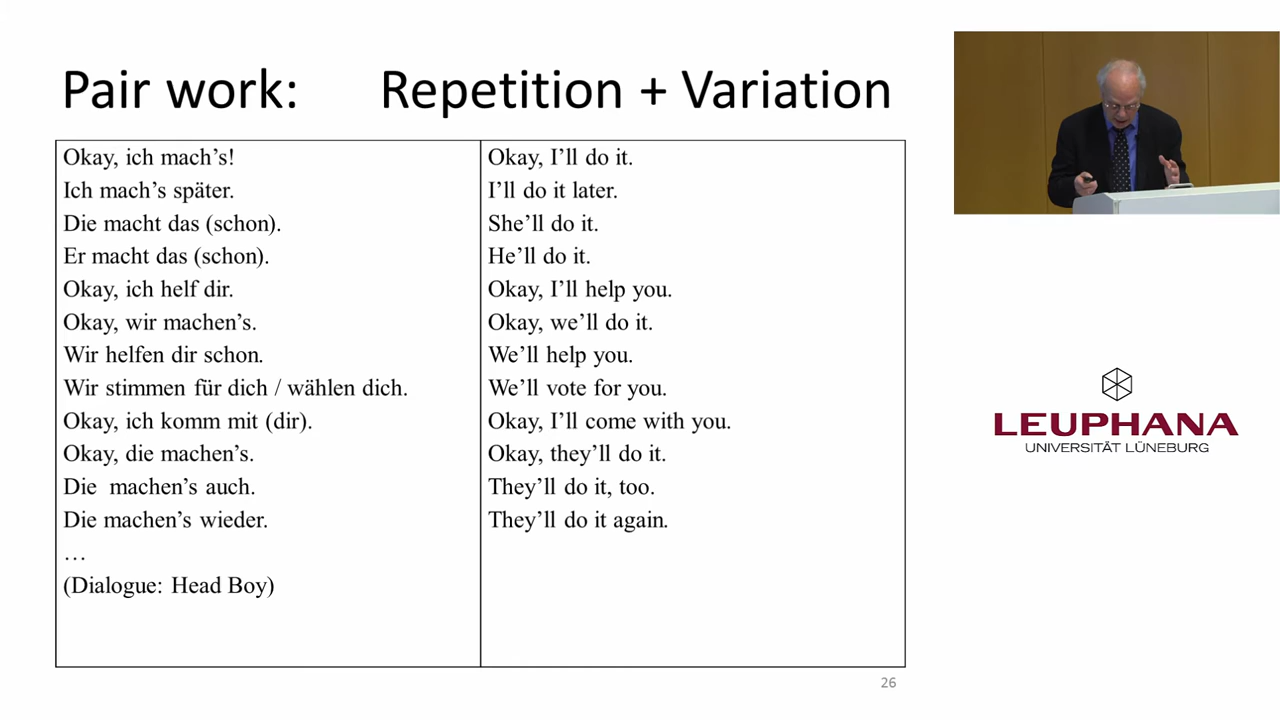 Pair work: Repetition + Variation
Okay, ich mach’s!
Ich mach’s später.
Die macht das (schon).
Er macht das (schon).
Okay, ich helf dir.
Okay, wir machen’s.
Wir helfen dir schon.
Wir stimmen für dich / wählen dich.
Okay, ich komm mit (dir).
Okay, die machen’s.
Die machen’s auch.
Die machen’s wieder.
…
(Dialogue: Head Boy)
Okay, I’ll do it.
I’ll do it later.
She’ll do it.
He’ll do it.
Okay, I’ll help you.
Okay, we’ll do it.
We’ll help you.
We’ll vote for you.
Okay, I’ll come with you.
Okay, they’ll do it.
They’ll do it, too.
They’ll do it again.
26
LEUPHANA
UNIVERSITÄT LÜNEBURG